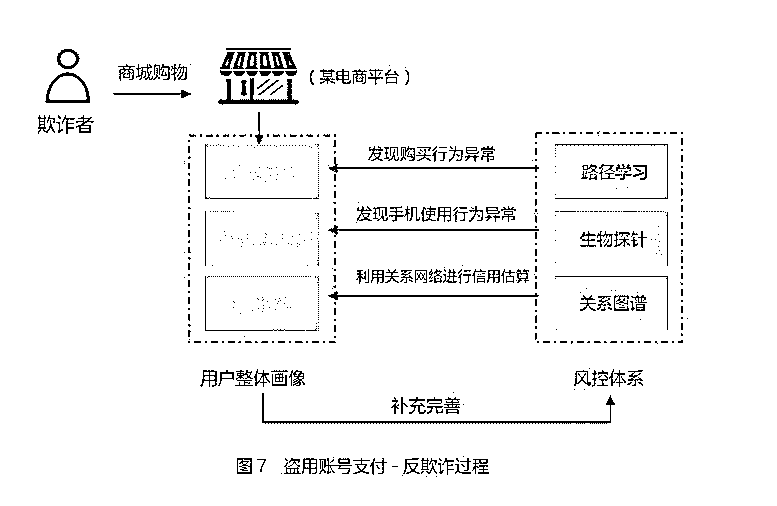 商城购物
（某电商平台）
欺诈者
发现购买行为异常
路径学习
发现手机使用行为异常
生物探针
利用关系网络进行信用估算
关系图谱
用户整体画像
风控体系
补充完善
图 7 盗用账号支付 - 反欺诈过程